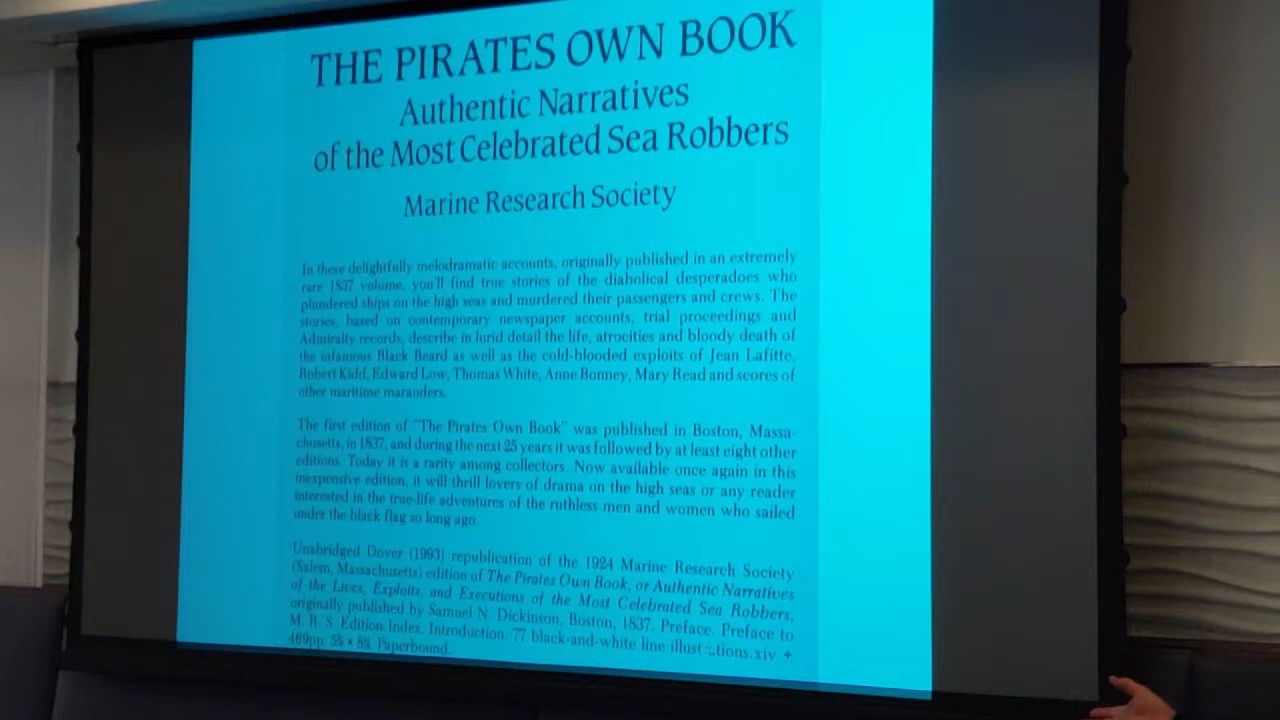 THE PIRATES OWN BOOK
Authentic Narratives
of the Most Celebrated Sea Robbers
Marine Research Society
In these delightfully melodramatic accounts, originally published in an extremely
rare 1837 volume, you'll find true stories of the diabolical desperadoes who
plundered ships on the high seas and murdered their passengers and crews. The
stories, based on contemporary newspaper accounts, trial proceedings and
Admiralty records, describe in lurid detail the life, atrocities and bloody death of
the infamous Black Beard as well as the cold-blooded exploits of Jean Lafitte,
Robert Kidd, Edward Low, Thomas White, Anne Bonney, Mary Read and scores of
other maritime marauders.
The first edition of "The Pirates Own Book" was published in Boston, Massa-
chusetts, in 1837, and during the next 25 years it was followed by at least eight other
editions. Today it is a rarity among collectors. Now available once again in this
inexpensive edition, it will thrill lovers of drama on the high seas or any reader
interested in the true-life adventures of the ruthless men and women who sailed
under the black flag so long ago.
Unabridged Dover (1993) republication of the 1924 Marine Research Society
(Salem, Massachusetts) edition of The Pirates Own Book, or Authentic Narratives
of the Lives, Exploits, and Executions of the Most Celebrated Sea Robbers,
originally published by Samuel N. Dickinson, Boston, 1837. Preface. Preface to
M. R. S. Edition. Index. Introduction. 77 black-and-white line illustrations. xiv +
469pp. 5⅜ × 8½. Paperbound.